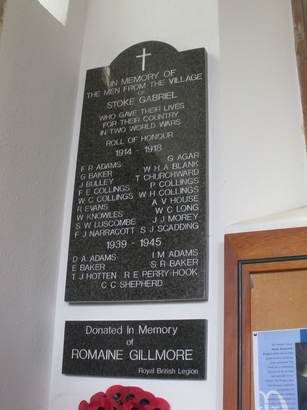 IN MEMORY OF
THE MEN FROM THE VILLAGE
OF
STOKE GABRIEL
WHO GAVE THEIR LIVES
FOR THEIR COUNTRY
IN TWO WORLD WARS
ROLL OF HONOUR
1914 - 1918
F R ADAMS G AGAR
G BAKER W H A BLANK
J BULLEY T CHURCHWARD
F E COLLINGS P COLLINGS
W C COLLINGS W H COLLINGS
R EVANS A V HOUSE
W KNOWLES W C LONG
S W LUSCOMBE J J MOREY
F J NARRACOTT S J SCADDING
1939 - 1945
D A ADAMS I M ADAMS
E BAKER S R BAKER
T J HOTTEN R E PERRY-HOOK
C C SHEPHERD
Donated In Memory
of
ROMAINE GILLMORE
Royal British Legion